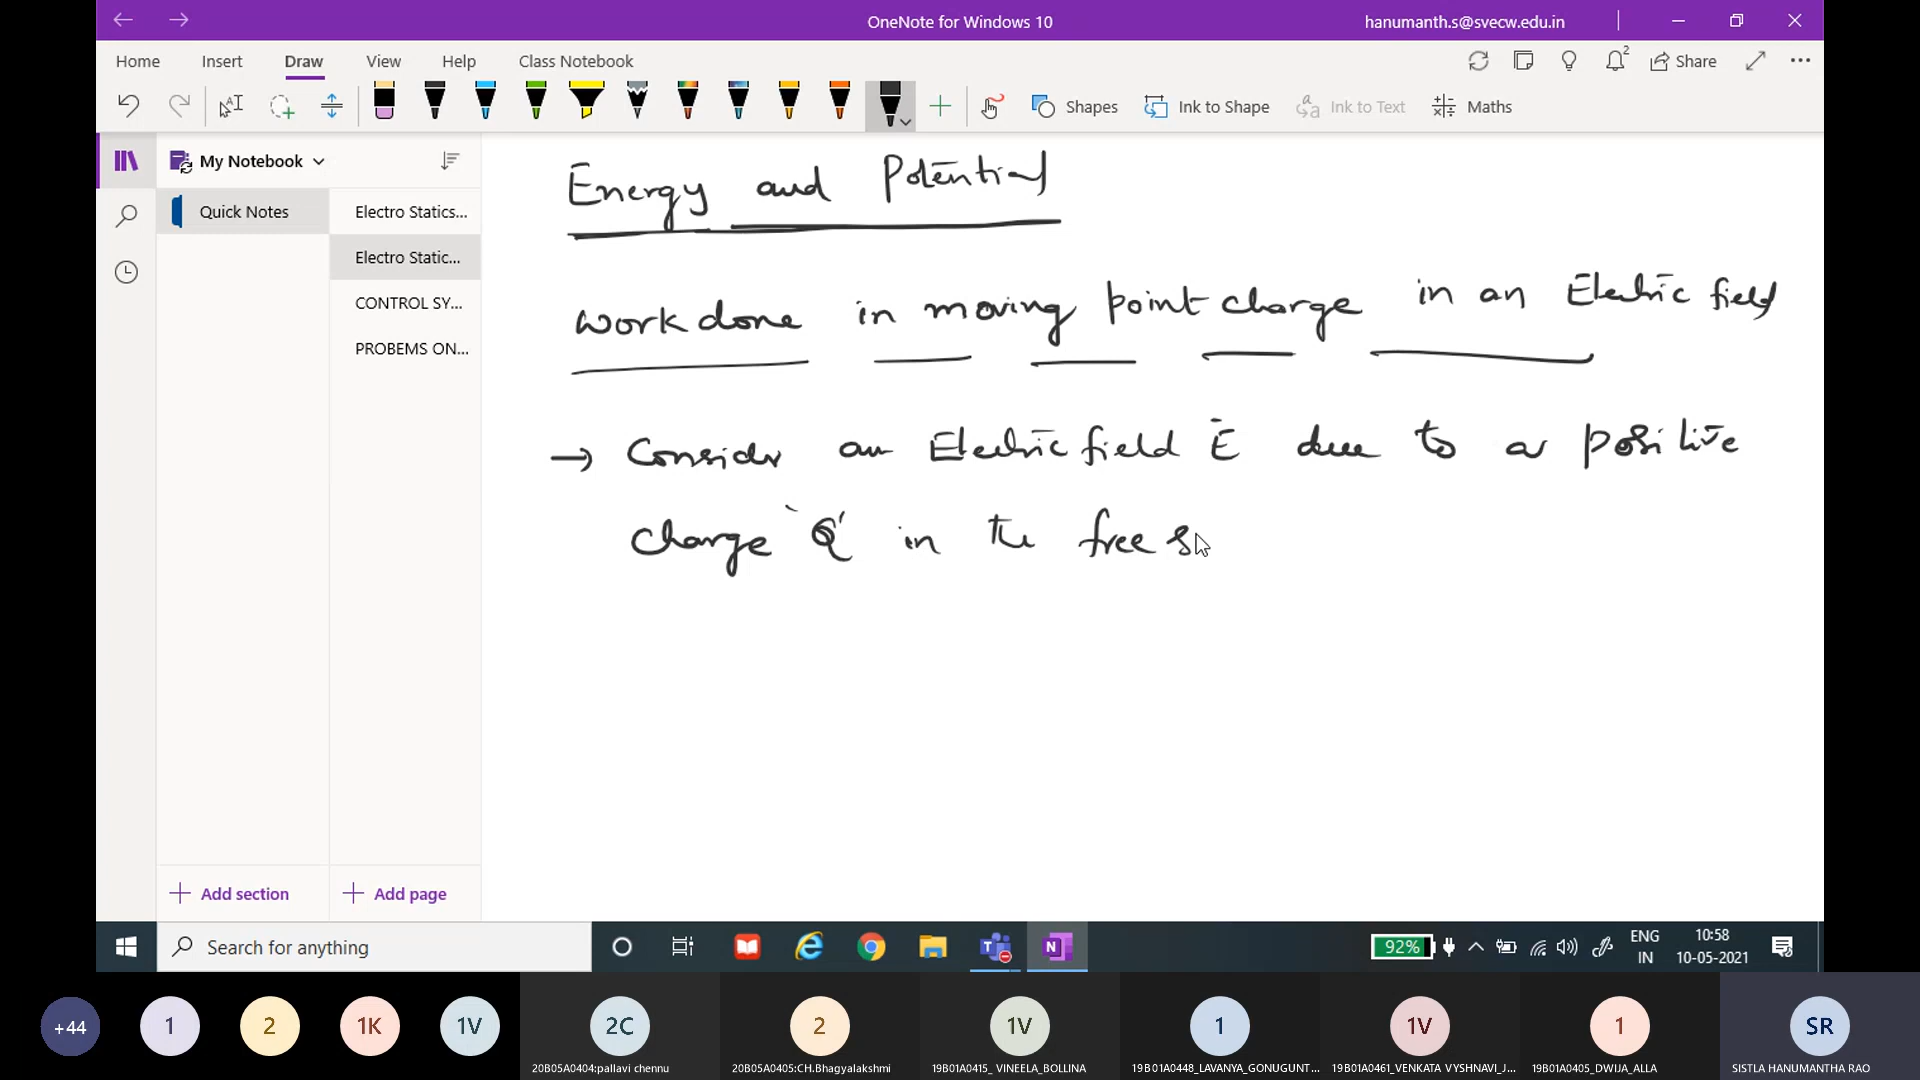 OneNote for Windows 10
hanumanth.s@svecw.edu.in
Home Insert Draw View Help Class Notebook
2
Share
Shapes Ink to Shape Ink to Text Maths
My Notebook
Quick Notes
Electro Statics...
Electro Static...
CONTROL SY...
PROBEMS ON...
Energy and Potential
workdone in moving point charge in an Electric field
→ Consider an Electric field Ē due to a positive
charge 'Q' in the free s
Add section
Add page
Search for anything
92%
ENG
IN
10:58
10-05-2021
+44 1 2 1K 1V 2C 2 1V 1 1V 1 SR
20B05A0404:pallavi chennu
20B05A0405:CH.Bhagyalakshmi
19B01A0415_ VINEELA_BOLLINA
19B01A0448_LAVANYA_GONUGUNT...
19B01A0461_VENKATA VYSHNAVI_J...
19B01A0405_DWIJA_ALLA
SISTLA HANUMANTHA RAO